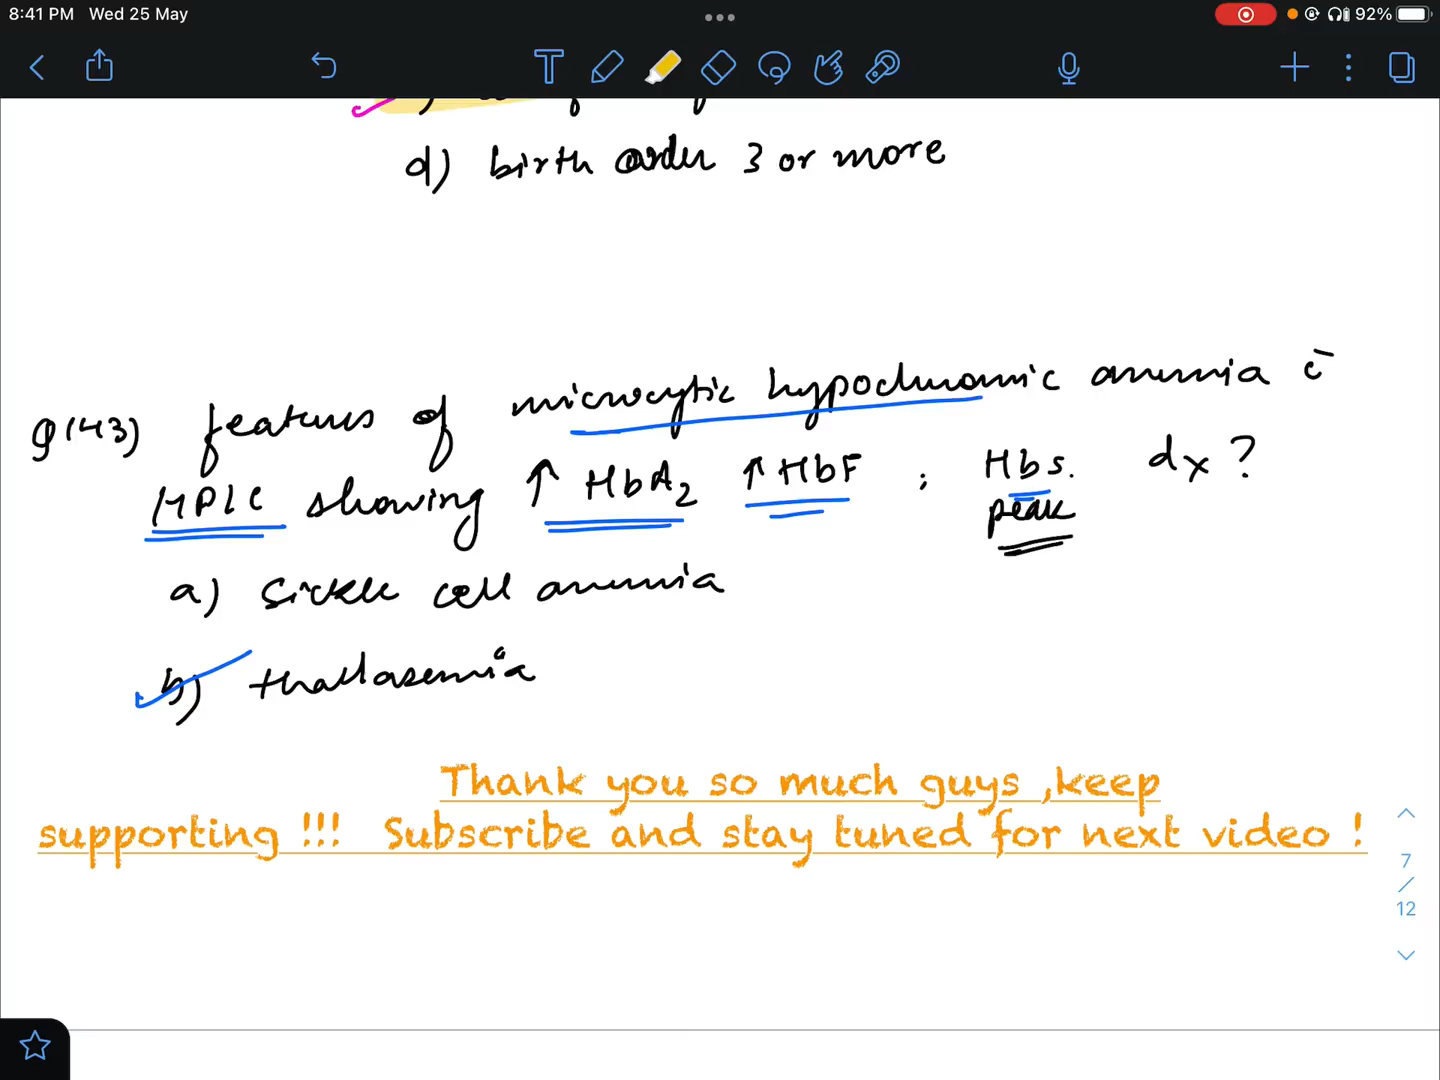 8:41 PM Wed 25 May
92%
d) birth order 3 or more
Q143) features of microcytic hypochromic anemia c̄
HPLC showing ↑ HbA2 ↑ HbF ; Hbs. peak dx ?
a) Sickle cell anemia
b) thallasemia
Thank you so much guys ,keep
supporting !!! Subscribe and stay tuned for next video !
7
/
12